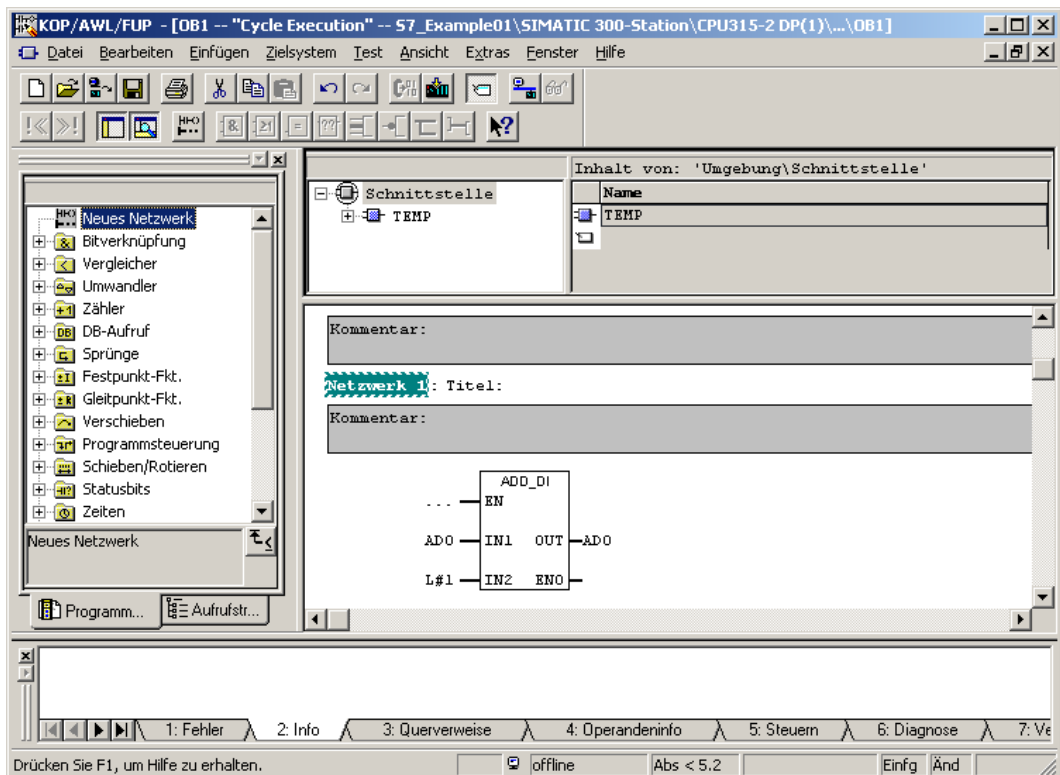 KOP/AWL/FUP - [OB1 -- "Cycle Execution" -- S7_Example01\SIMATIC 300-Station\CPU315-2 DP(1)\...\OB1]
Datei Bearbeiten Einfügen Zielsystem Test Ansicht Extras Fenster Hilfe
Neues Netzwerk
Bitverknüpfung
Vergleicher
Umwandler
Zähler
DB-Aufruf
Sprünge
Festpunkt-Fkt.
Gleitpunkt-Fkt.
Verschieben
Programmsteuerung
Schieben/Rotieren
Statusbits
Zeiten
Neues Netzwerk
Programm... Aufrufstr...
Schnittstelle
TEMP
Inhalt von: 'Umgebung\Schnittstelle'
Name
TEMP
Kommentar:
Netzwerk 1: Titel:
Kommentar:
ADD_DI
... EN
AD0 IN1 OUT AD0
L#1 IN2 ENO
1: Fehler 2: Info 3: Querverweise 4: Operandeninfo 5: Steuern 6: Diagnose 7: Ve
Drücken Sie F1, um Hilfe zu erhalten. offline Abs < 5.2 Einfg Änd